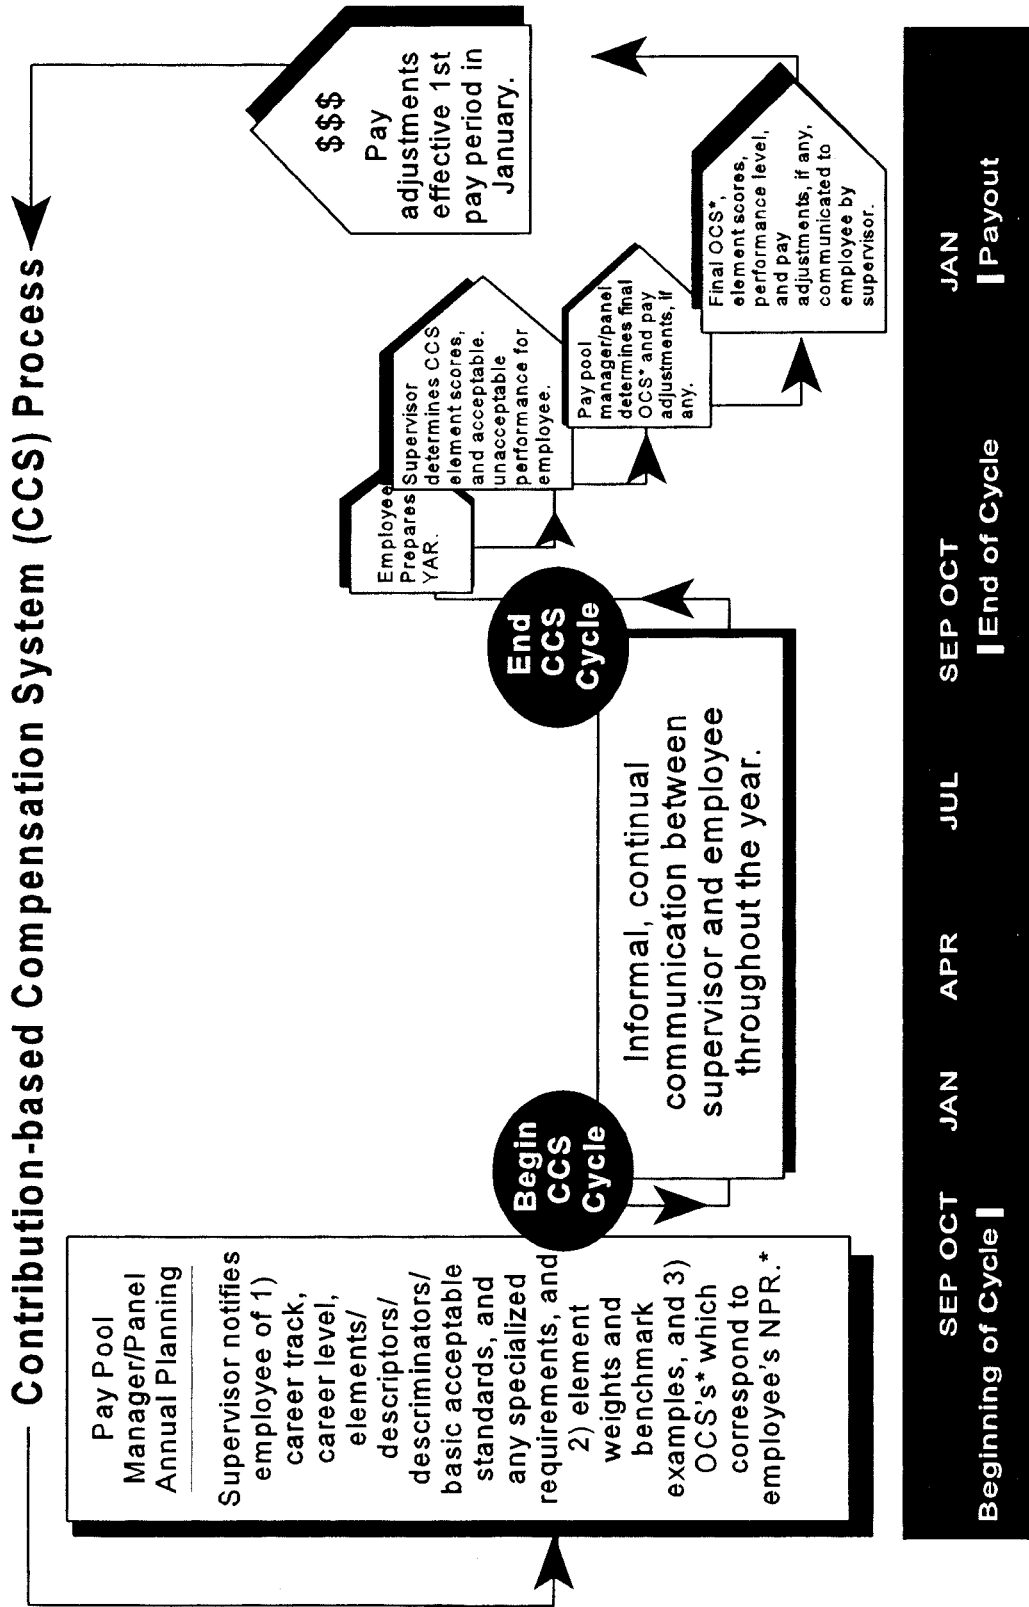 Contribution-based Compensation System (CCS) Process
Pay Pool
Manager/Panel
Annual Planning
Supervisor notifies
employee of 1)
career track,
career level,
elements/
descriptors/
descriminators/
basic acceptable
standards, and
any specialized
requirements, and
2) element
weights and
benchmark
examples, and 3)
OCS's* which
correspond to
employee's NPR.*
Begin
CCS
Cycle
Informal, continual
communication between
supervisor and employee
throughout the year.
End
CCS
Cycle
Employee
Prepares
YAR.
Supervisor
determines CCS
element scores,
and acceptable.
unacceptable
performance for
employee.
Pay pool
manager/panel
determines final
OCS* and pay
adjustments, if
any.
Final OCS*,
element scores,
performance level,
and pay
adjustments, if any,
communicated to
employee by
supervisor.
$$$
Pay
adjustments
effective 1st
pay period in
January.
SEP OCT JAN APR JUL SEP OCT JAN
Beginning of Cycle End of Cycle Payout